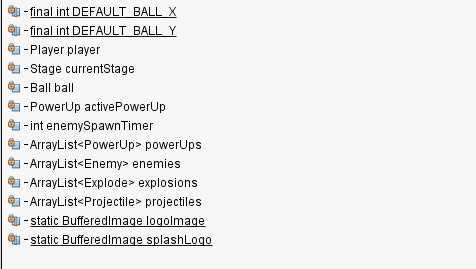 - final int DEFAULT_BALL_X
- final int DEFAULT_BALL_Y
- Player player
- Stage currentStage
- Ball ball
- PowerUp activePowerUp
- int enemySpawnTimer
- ArrayList<PowerUp> powerUps
- ArrayList<Enemy> enemies
- ArrayList<Explode> explosions
- ArrayList<Projectile> projectiles
- static BufferedImage logoImage
- static BufferedImage splashLogo